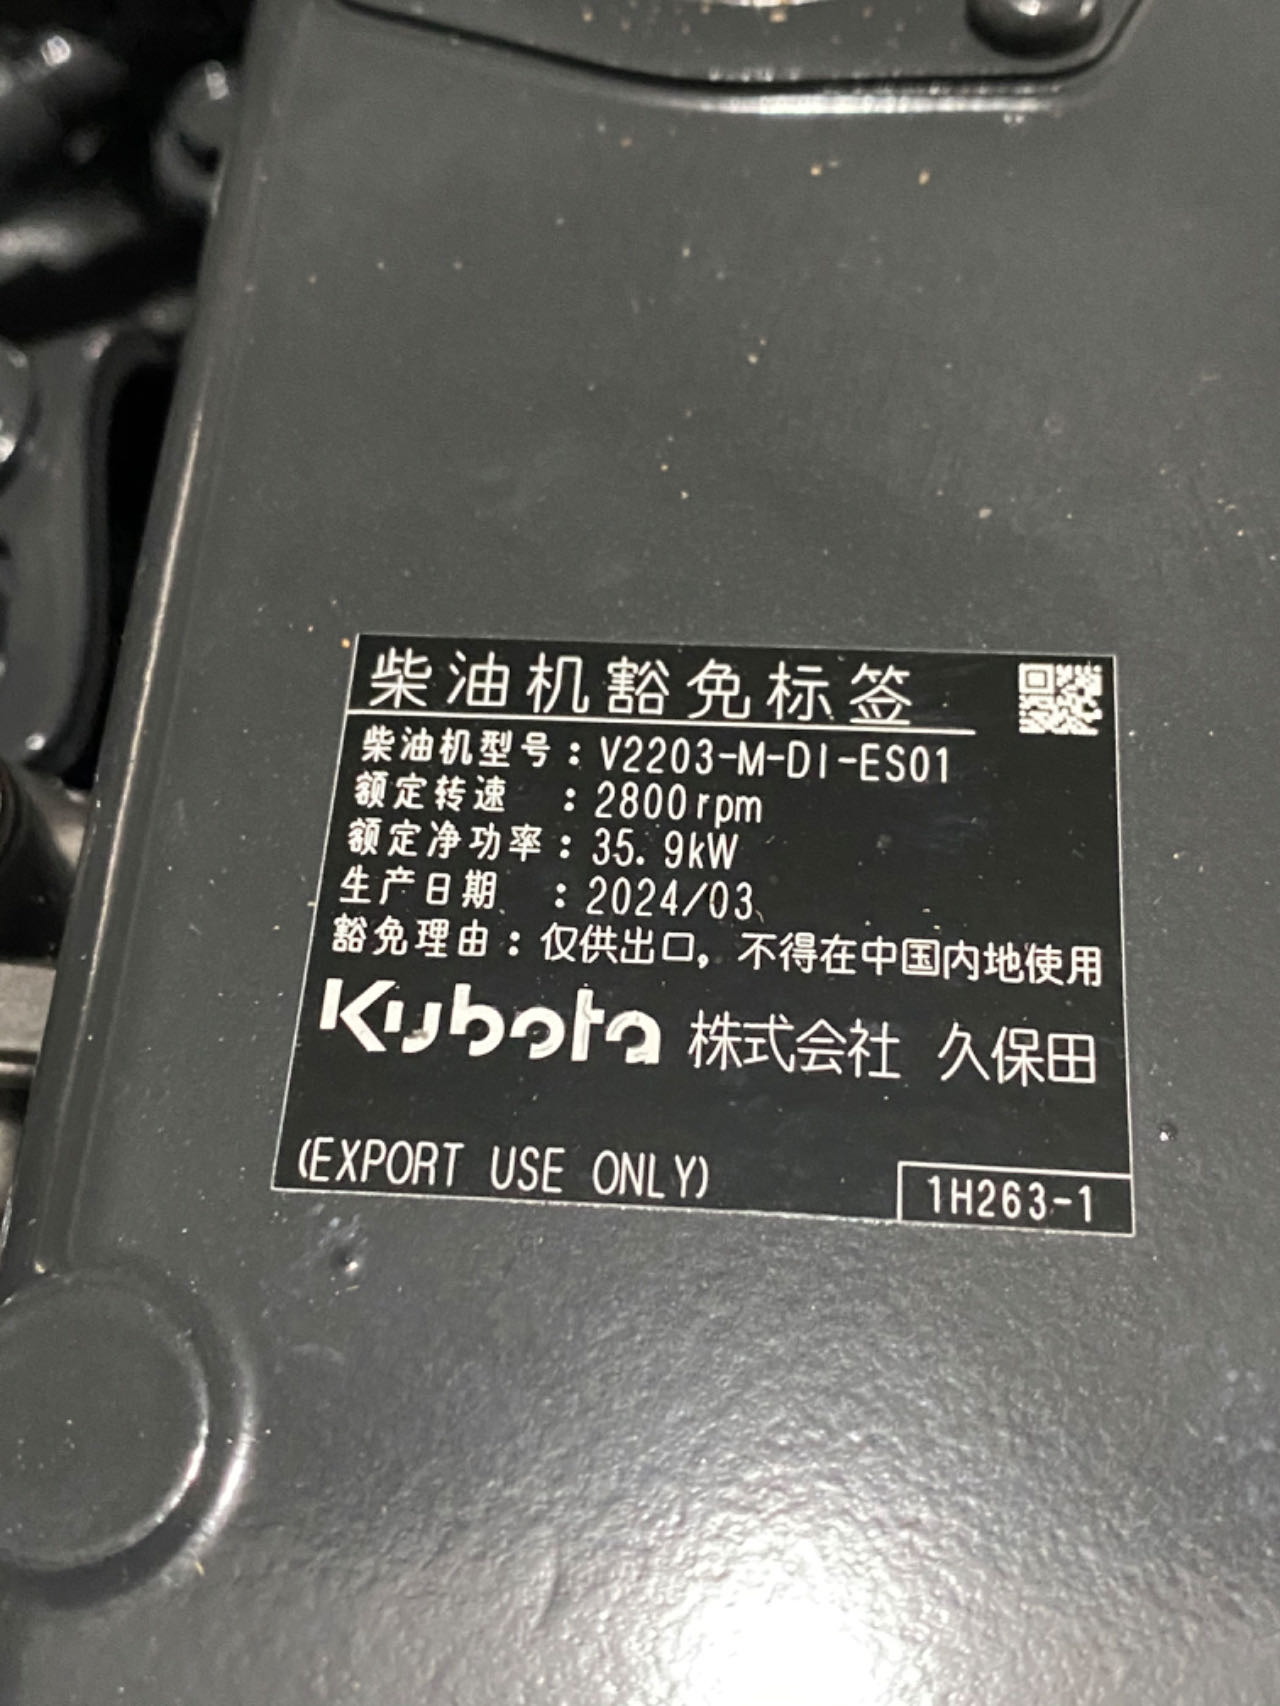 柴油机豁免标签
柴油机型号：V2203-M-DI-ES01
额定转速 ：2800rpm
额定净功率：35.9kW
生产日期 ：2024/03
豁免理由：仅供出口，不得在中国内地使用
Kubota 株式会社 久保田
(EXPORT USE ONLY)
1H263-1